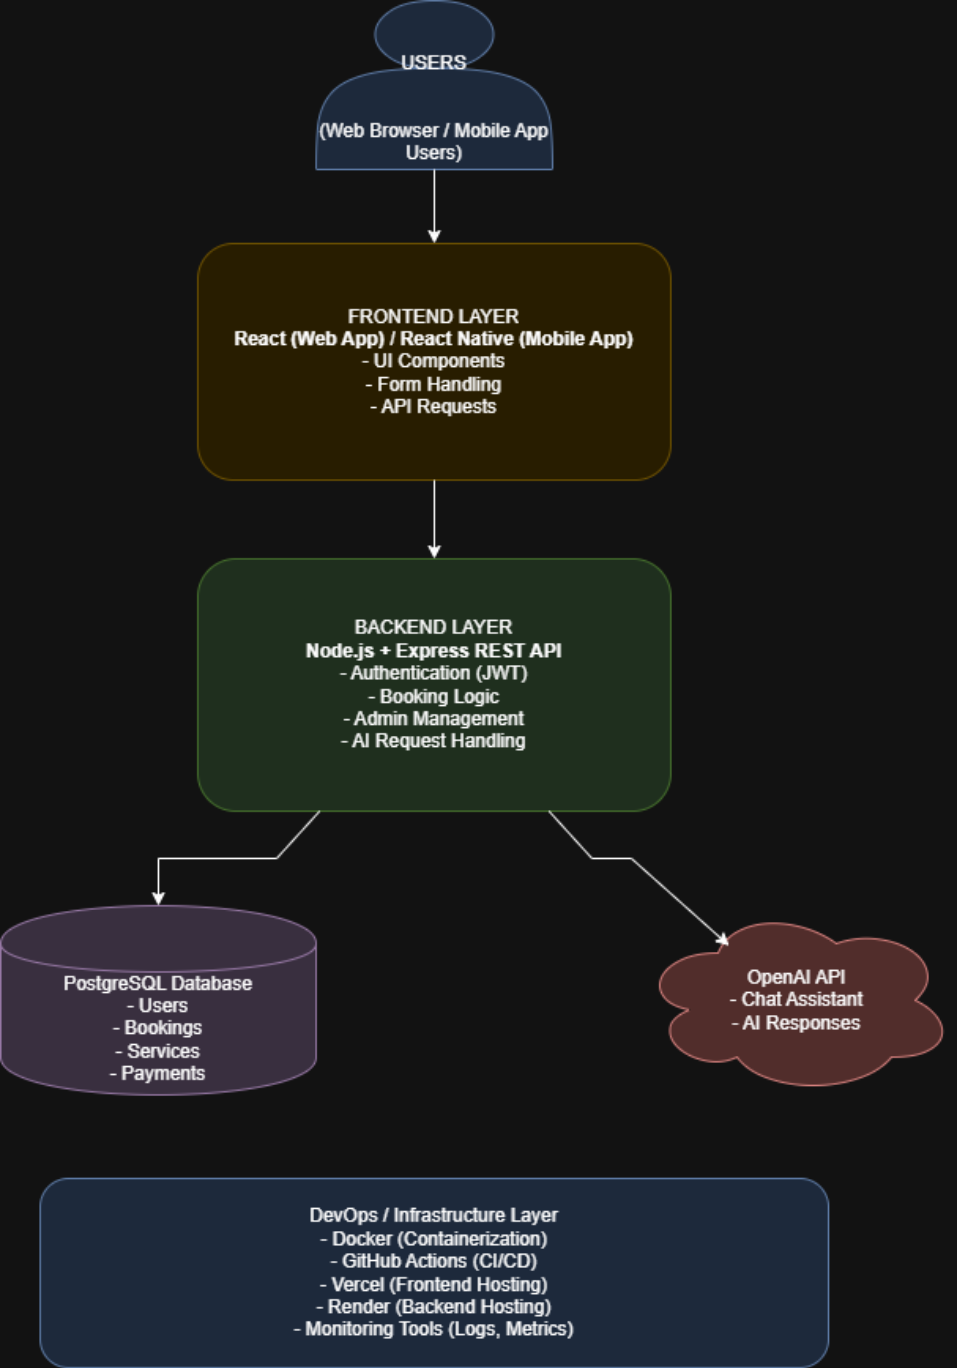 USERS
(Web Browser / Mobile App
Users)
FRONTEND LAYER
React (Web App) / React Native (Mobile App)
- UI Components
- Form Handling
- API Requests
BACKEND LAYER
Node.js + Express REST API
- Authentication (JWT)
- Booking Logic
- Admin Management
- AI Request Handling
PostgreSQL Database
- Users
- Bookings
- Services
- Payments
OpenAI API
- Chat Assistant
- AI Responses
DevOps / Infrastructure Layer
- Docker (Containerization)
- GitHub Actions (CI/CD)
- Vercel (Frontend Hosting)
- Render (Backend Hosting)
- Monitoring Tools (Logs, Metrics)